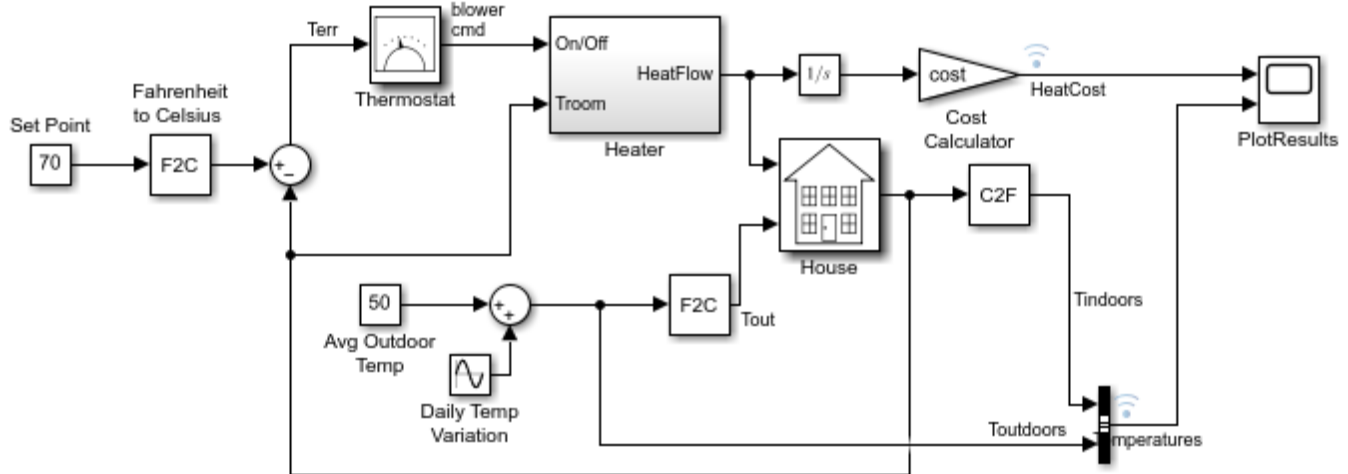 Terr
blower
cmd
Thermostat
On/Off
HeatFlow
Troom
Heater
1/s
cost
HeatCost
Cost
Calculator
PlotResults
Set Point
70
Fahrenheit
to Celsius
F2C
+
−
House
C2F
50
Avg Outdoor
Temp
+
+
Daily Temp
Variation
F2C
Tout
Tindoors
Toutdoors
Temperatures